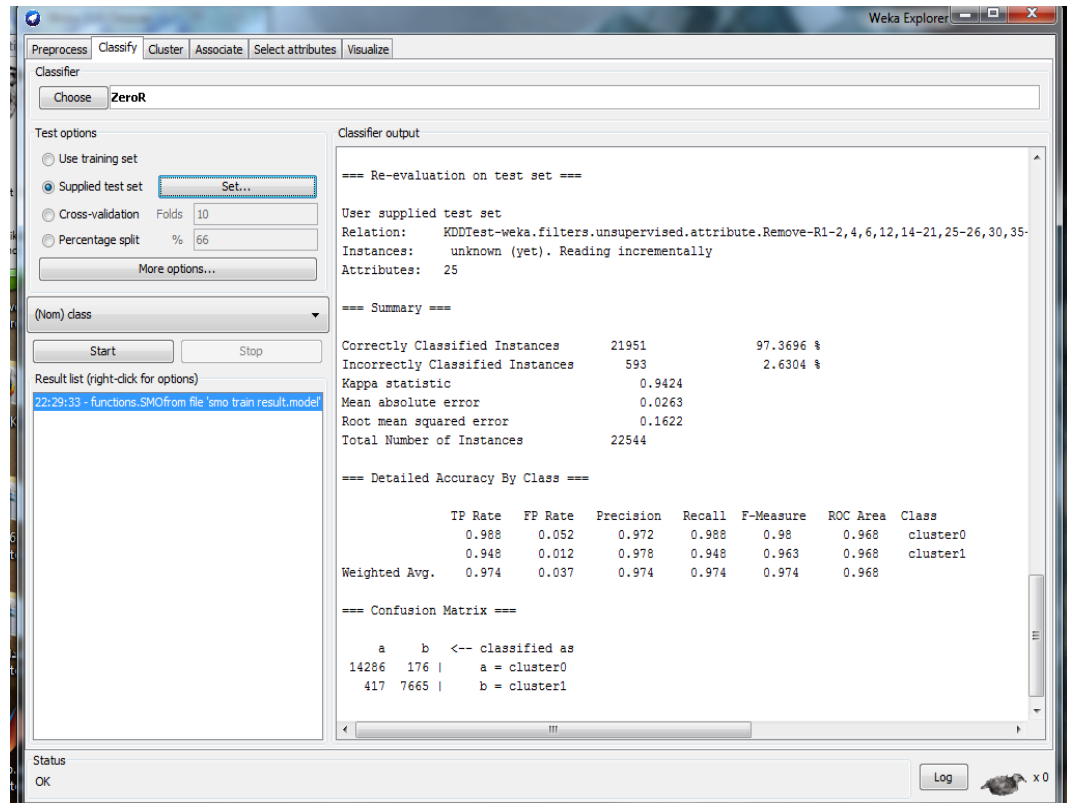 Weka Explorer
Preprocess Classify Cluster Associate Select attributes Visualize
Classifier
Choose ZeroR
Test options
Use training set
Supplied test set Set...
Cross-validation Folds 10
Percentage split % 66
More options...
(Nom) class
Start Stop
Result list (right-click for options)
22:29:33 - functions.SMOfrom file 'smo train result.model'
Classifier output
=== Re-evaluation on test set ===
User supplied test set
Relation: KDDTest-weka.filters.unsupervised.attribute.Remove-R1-2,4,6,12,14-21,25-26,30,35-
Instances: unknown (yet). Reading incrementally
Attributes: 25
=== Summary ===
Correctly Classified Instances 21951 97.3696 %
Incorrectly Classified Instances 593 2.6304 %
Kappa statistic 0.9424
Mean absolute error 0.0263
Root mean squared error 0.1622
Total Number of Instances 22544
=== Detailed Accuracy By Class ===
TP Rate FP Rate Precision Recall F-Measure ROC Area Class
0.988 0.052 0.972 0.988 0.98 0.968 cluster0
0.948 0.012 0.978 0.948 0.963 0.968 cluster1
Weighted Avg. 0.974 0.037 0.974 0.974 0.974 0.968
=== Confusion Matrix ===
a b <-- classified as
14286 176 | a = cluster0
417 7665 | b = cluster1
Status
OK
Log x 0